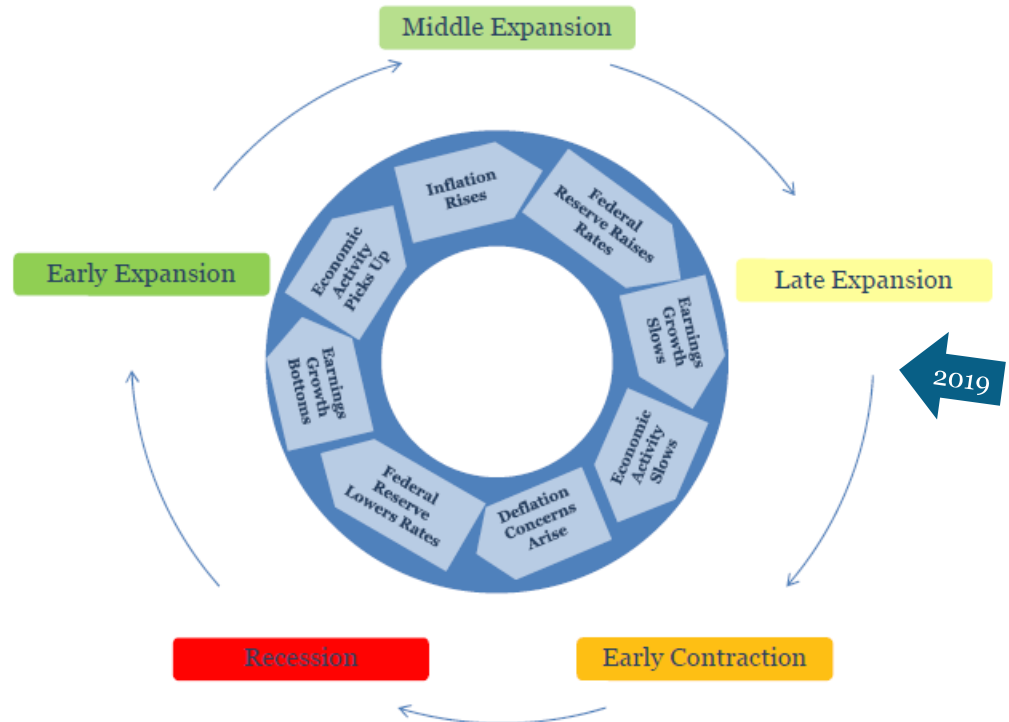 Middle Expansion
Inflation
Rises
Federal
Reserve Raises
Rates
Early Expansion
Economic
Activity
Picks Up
Late Expansion
Earnings
Growth
Slows
2019
Earnings
Growth
Bottoms
Economic
Activity
Slows
Federal
Reserve
Lowers Rates
Deflation
Concerns
Arise
Recession
Early Contraction